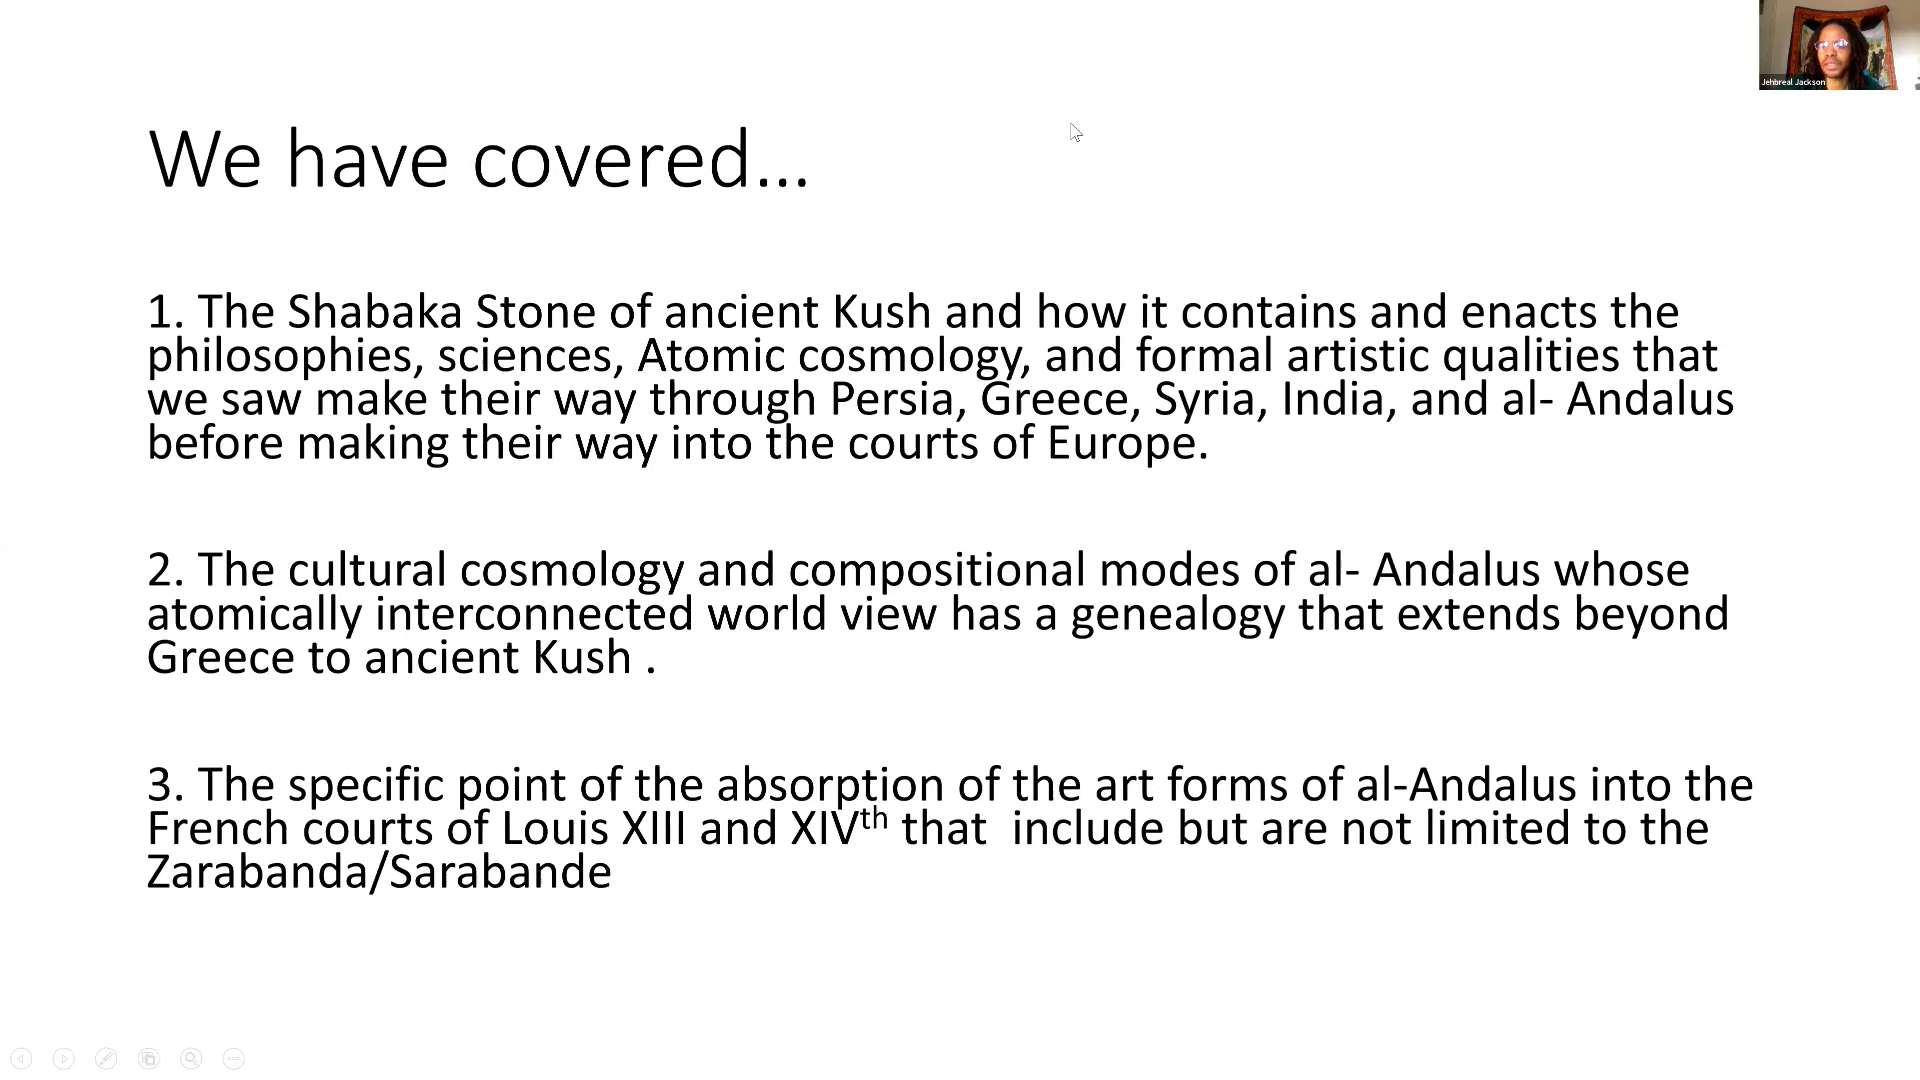 Jehbreal Jackson
We have covered...
1. The Shabaka Stone of ancient Kush and how it contains and enacts the
philosophies, sciences, Atomic cosmology, and formal artistic qualities that
we saw make their way through Persia, Greece, Syria, India, and al- Andalus
before making their way into the courts of Europe.
2. The cultural cosmology and compositional modes of al- Andalus whose
atomically interconnected world view has a genealogy that extends beyond
Greece to ancient Kush .
3. The specific point of the absorption of the art forms of al-Andalus into the
French courts of Louis XIII and XIVth that  include but are not limited to the
Zarabanda/Sarabande